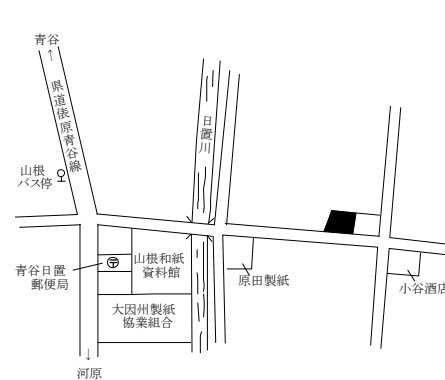 青谷
県道俵原青谷線
日置川
山根
バス停
山根和紙
資料館
青谷日置
郵便局
原田製紙
小谷酒店
大因州製紙
協業組合
河原